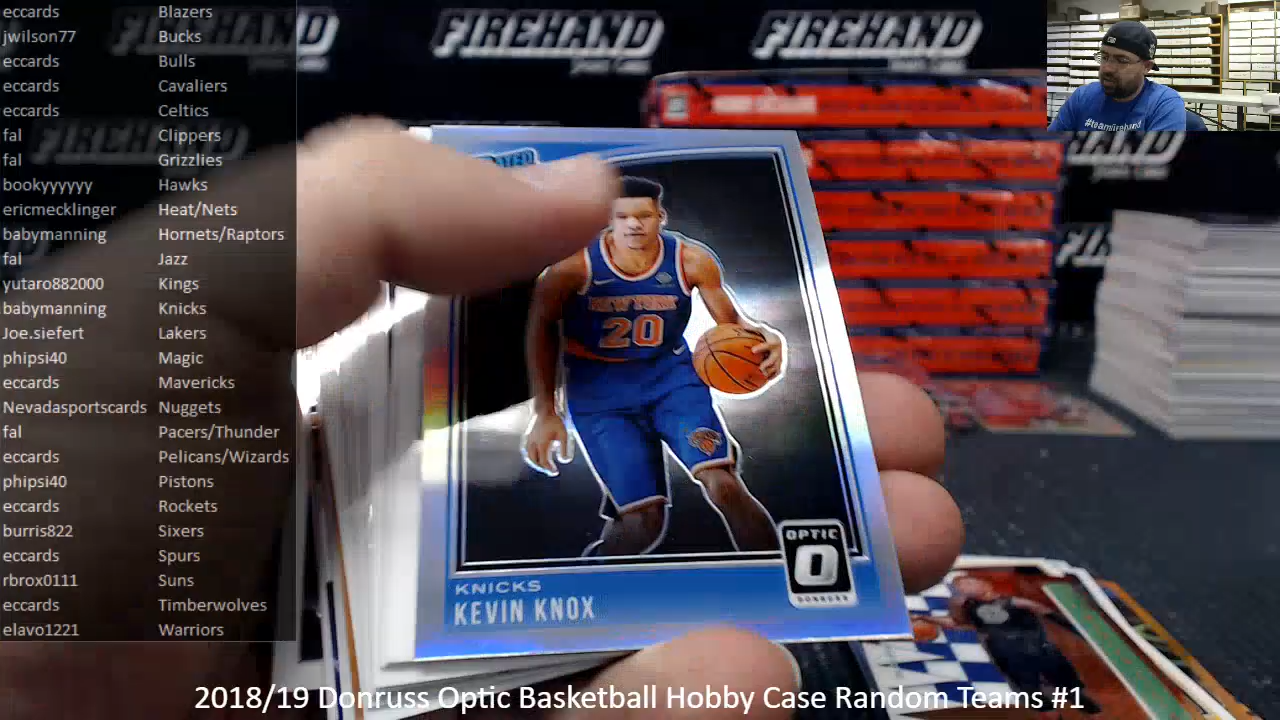 eccards Blazers
jwilson77 Bucks
eccards Bulls
eccards Cavaliers
eccards Celtics
fal Clippers
fal Grizzlies
bookyyyyyy Hawks
ericmecklinger Heat/Nets
babymanning Hornets/Raptors
fal Jazz
yutaro882000 Kings
babymanning Knicks
Joe.siefert Lakers
phipsi40 Magic
eccards Mavericks
Nevadasportscards Nuggets
fal Pacers/Thunder
eccards Pelicans/Wizards
phipsi40 Pistons
eccards Rockets
burris822 Sixers
eccards Spurs
rbrox0111 Suns
eccards Timberwolves
elavo1221 Warriors
FIREHAND
FIREHAND
FIREHAND
FIREHAND
#teamfirehand
NEW YORK
20
OPTIC
O
DONRUSS
KNICKS
KEVIN KNOX
2018/19 Donruss Optic Basketball Hobby Case Random Teams #1